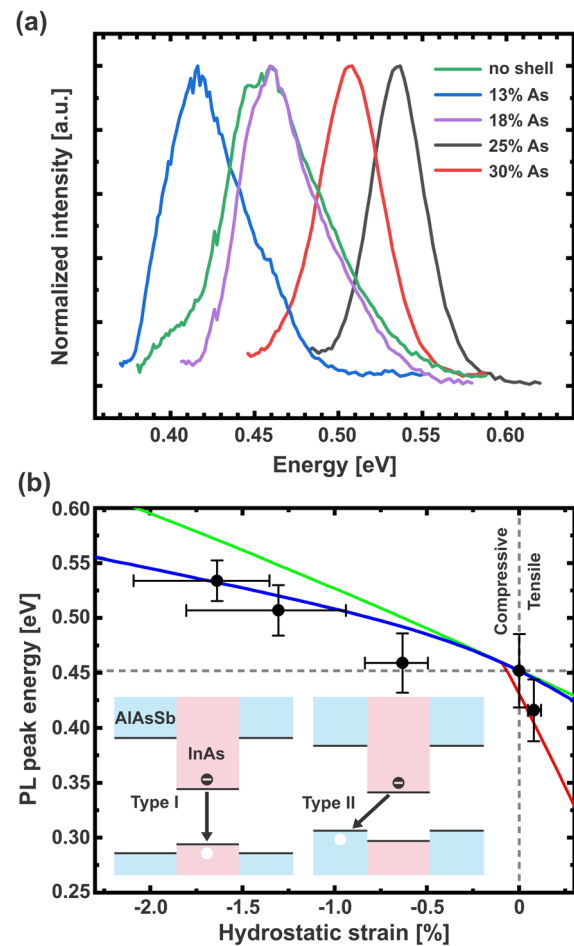 (a)
Normalized intensity [a.u.]
no shell
13% As
18% As
25% As
30% As
0.40 0.45 0.50 0.55 0.60
Energy [eV]
(b)
PL peak energy [eV]
0.60
0.55
0.50
0.45
0.40
0.35
0.30
0.25
Compressive
Tensile
AlAsSb
InAs
Type I
Type II
-2.0 -1.5 -1.0 -0.5 0
Hydrostatic strain [%]